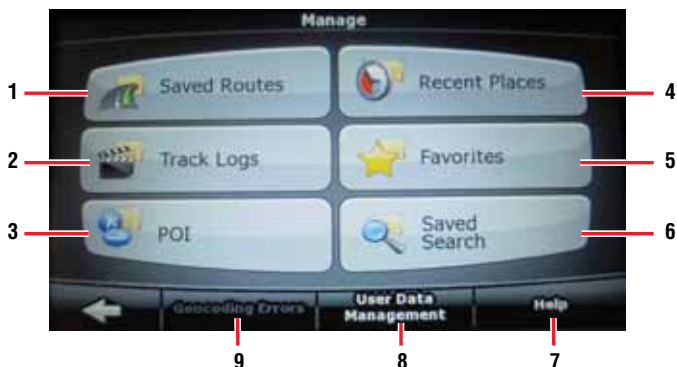 Manage
1
Saved Routes
Recent Places
4
2
Track Logs
Favorites
5
3
POI
Saved
Search
6
Geocoding Errors
User Data
Management
Help
9
8
7